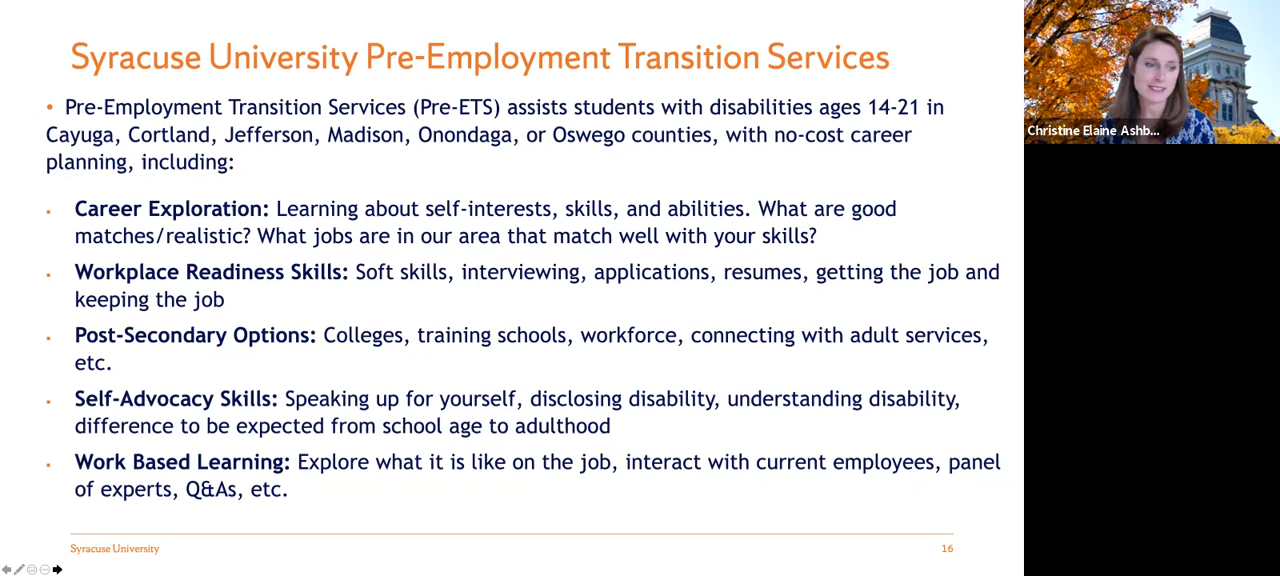 Syracuse University Pre-Employment Transition Services
• Pre-Employment Transition Services (Pre-ETS) assists students with disabilities ages 14-21 in
Cayuga, Cortland, Jefferson, Madison, Onondaga, or Oswego counties, with no-cost career
planning, including:
▪ Career Exploration: Learning about self-interests, skills, and abilities. What are good
matches/realistic? What jobs are in our area that match well with your skills?
▪ Workplace Readiness Skills: Soft skills, interviewing, applications, resumes, getting the job and
keeping the job
▪ Post-Secondary Options: Colleges, training schools, workforce, connecting with adult services,
etc.
▪ Self-Advocacy Skills: Speaking up for yourself, disclosing disability, understanding disability,
difference to be expected from school age to adulthood
▪ Work Based Learning: Explore what it is like on the job, interact with current employees, panel
of experts, Q&As, etc.
Syracuse University
16
Christine Elaine Ashb...